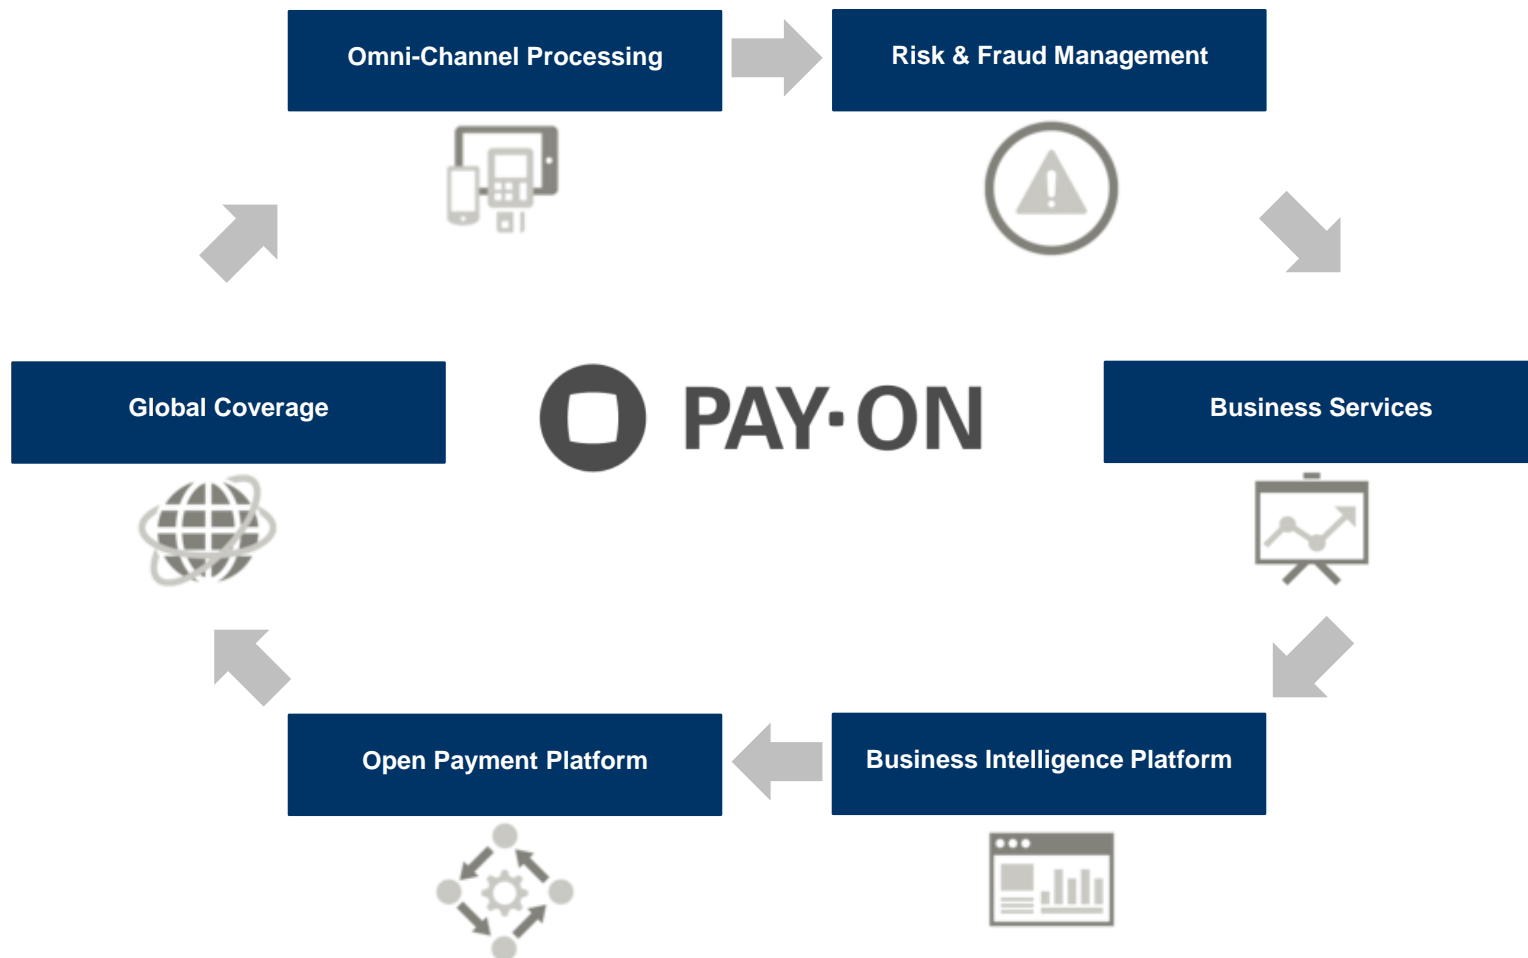 Omni-Channel Processing
Risk & Fraud Management
Global Coverage
PAY·ON
Business Services
Open Payment Platform
Business Intelligence Platform